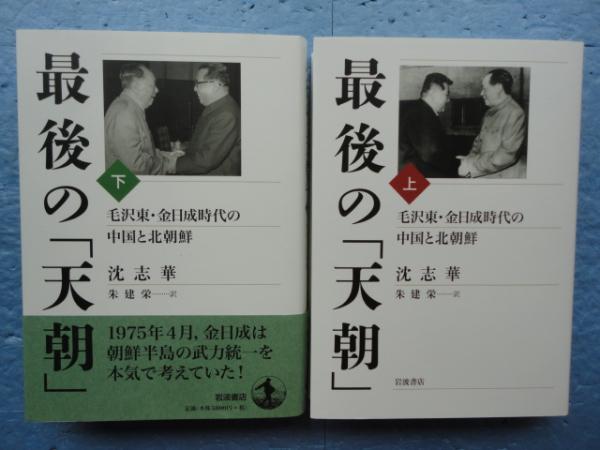 最後の「天朝」
下
毛沢東・金日成時代の
中国と北朝鮮
沈志華
朱建栄……訳
1975年4月,金日成は
朝鮮半島の武力統一を
本気で考えていた!
岩波書店
最後の「天朝」
上
毛沢東・金日成時代の
中国と北朝鮮
沈志華
朱建栄……訳
岩波書店